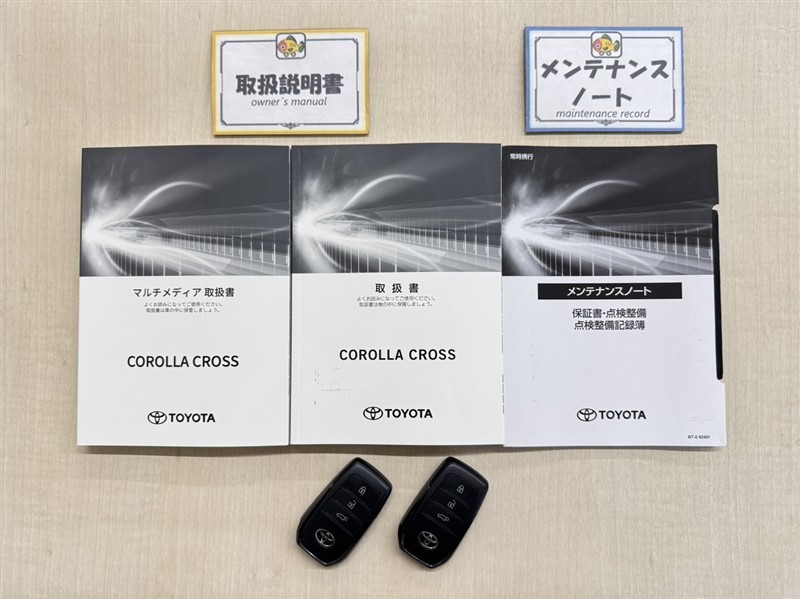 取扱説明書
owner's manual
メンテナンス
ノート
maintenance record
マルチメディア 取扱書
よくお読みになってご使用ください。
取扱書は車の中に保管しましょう。
COROLLA CROSS
TOYOTA
取扱書
よくお読みになってご使用ください。
取扱書は車の中に保管しましょう。
COROLLA CROSS
TOYOTA
常時携行
メンテナンスノート
保証書・点検整備
点検整備記録簿
TOYOTA
BT-II 62401